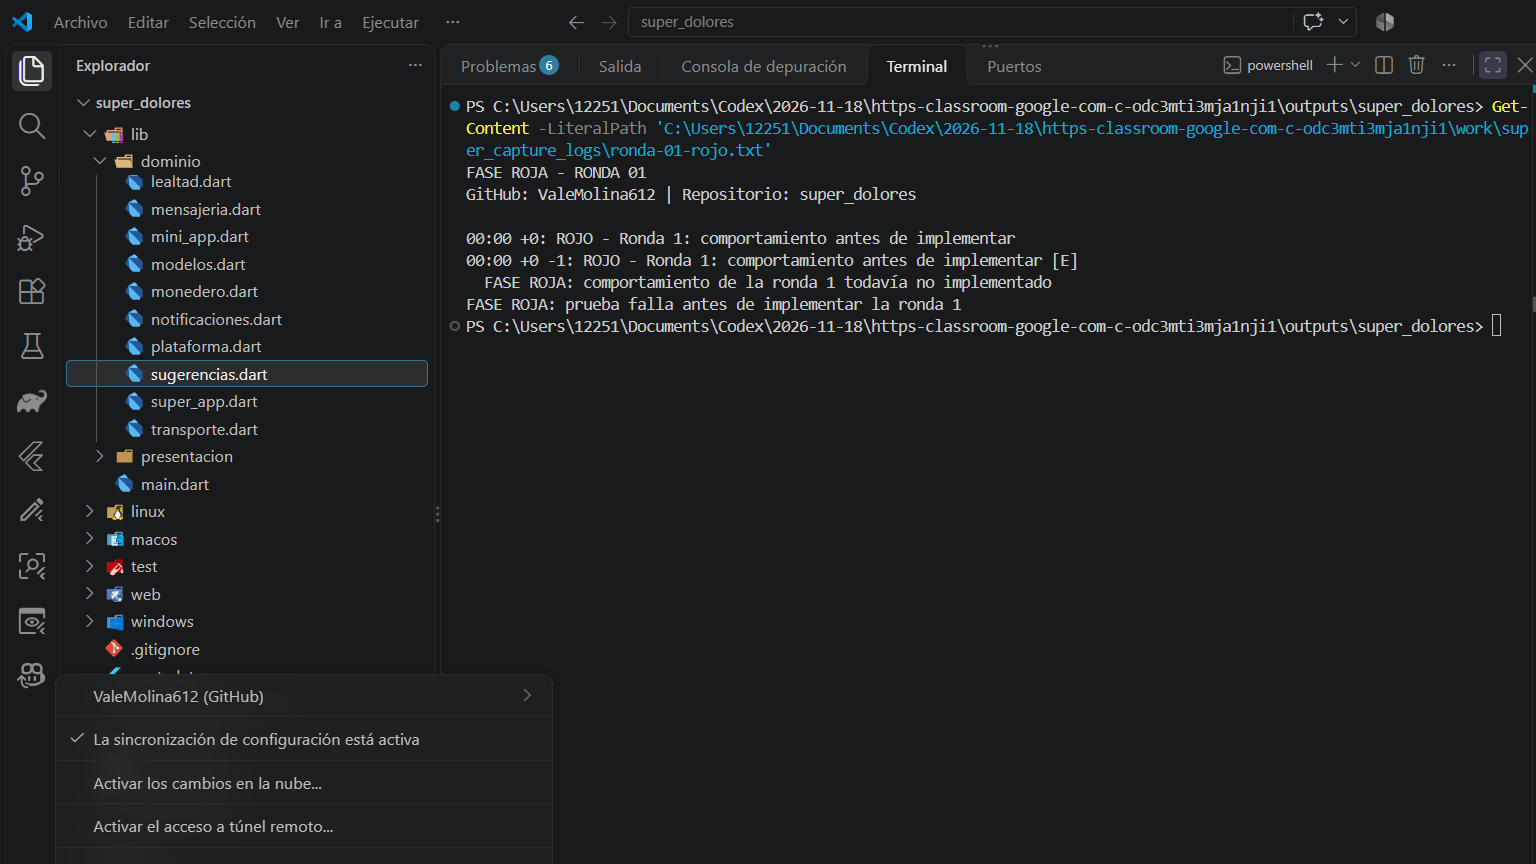 Archivo Editar Selección Ver Ir a Ejecutar ··· super_dolores
Explorador ···
super_dolores
lib
dominio
lealtad.dart
mensajeria.dart
mini_app.dart
modelos.dart
monedero.dart
notificaciones.dart
plataforma.dart
sugerencias.dart
super_app.dart
transporte.dart
presentacion
main.dart
linux
macos
test
web
windows
.gitignore
ValeMolina612 (GitHub)
La sincronización de configuración está activa
Activar los cambios en la nube...
Activar el acceso a túnel remoto...
Problemas 6 Salida Consola de depuración Terminal Puertos powershell
PS C:\Users\12251\Documents\Codex\2026-11-18\https-classroom-google-com-c-odc3mti3mja1nji1\outputs\super_dolores> Get-
Content -LiteralPath 'C:\Users\12251\Documents\Codex\2026-11-18\https-classroom-google-com-c-odc3mti3mja1nji1\work\sup
er_capture_logs\ronda-01-rojo.txt'
FASE ROJA - RONDA 01
GitHub: ValeMolina612 | Repositorio: super_dolores
00:00 +0: ROJO - Ronda 1: comportamiento antes de implementar
00:00 +0 -1: ROJO - Ronda 1: comportamiento antes de implementar [E]
FASE ROJA: comportamiento de la ronda 1 todavía no implementado
FASE ROJA: prueba falla antes de implementar la ronda 1
PS C:\Users\12251\Documents\Codex\2026-11-18\https-classroom-google-com-c-odc3mti3mja1nji1\outputs\super_dolores>